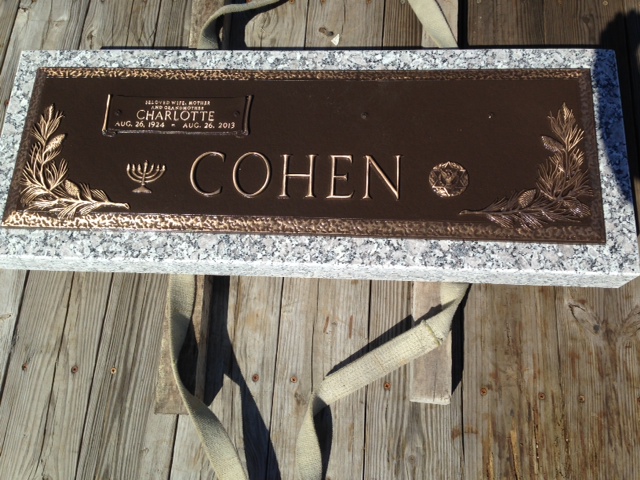 BELOVED WIFE, MOTHER
AND GRANDMOTHER
CHARLOTTE
AUG. 26, 1924 - AUG. 26, 2013
COHEN